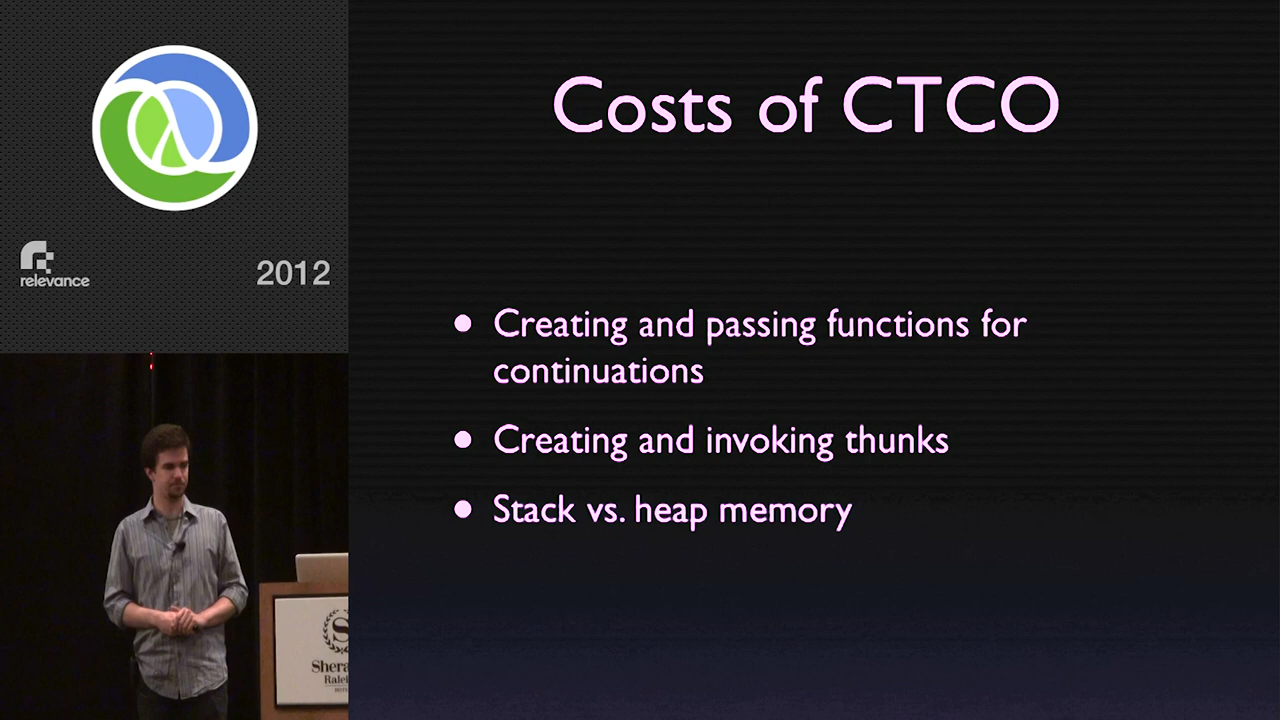 relevance
2012
Costs of CTCO
• Creating and passing functions for
continuations
• Creating and invoking thunks
• Stack vs. heap memory